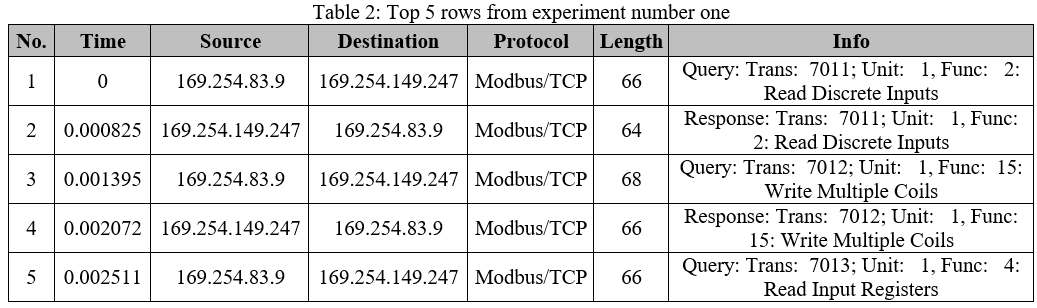 Table 2: Top 5 rows from experiment number one
No. Time Source Destination Protocol Length Info
1 0 169.254.83.9 169.254.149.247 Modbus/TCP 66 Query: Trans: 7011; Unit: 1, Func: 2:
Read Discrete Inputs
2 0.000825 169.254.149.247 169.254.83.9 Modbus/TCP 64 Response: Trans: 7011; Unit: 1, Func:
2: Read Discrete Inputs
3 0.001395 169.254.83.9 169.254.149.247 Modbus/TCP 68 Query: Trans: 7012; Unit: 1, Func: 15:
Write Multiple Coils
4 0.002072 169.254.149.247 169.254.83.9 Modbus/TCP 66 Response: Trans: 7012; Unit: 1, Func:
15: Write Multiple Coils
5 0.002511 169.254.83.9 169.254.149.247 Modbus/TCP 66 Query: Trans: 7013; Unit: 1, Func: 4:
Read Input Registers